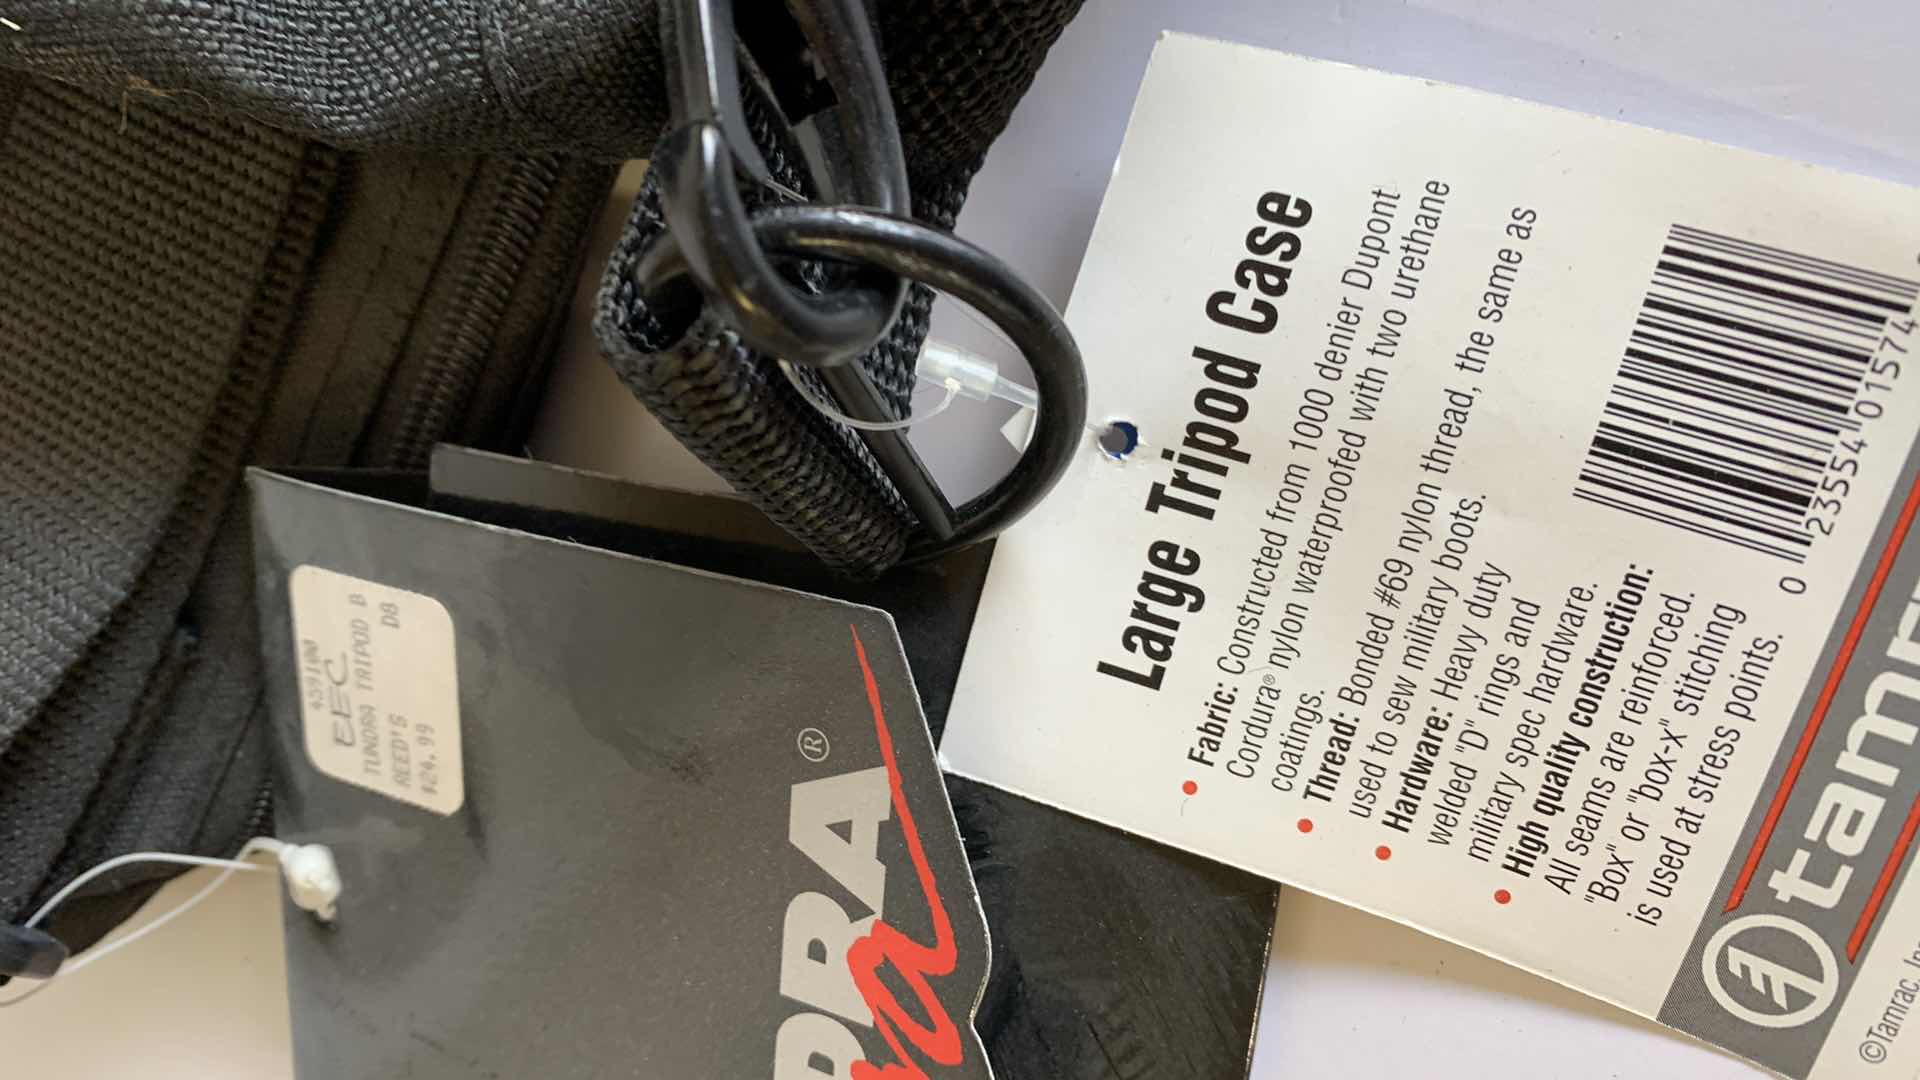 Large Tripod Case
• Fabric: Constructed from 1000 denier Dupont
Cordura® nylon waterproofed with two urethane
coatings.
• Thread: Bonded #69 nylon thread, the same as
used to sew military boots.
• Hardware: Heavy duty
welded "D" rings and
military spec hardware.
• High quality construction:
All seams are reinforced.
"Box" or "box-x" stitching
is used at stress points.
0 23554 01574
tamr
©Tamrac, In
459100
EEC
TUNDRA TRIPOD B
REED'S D8
$24.99
RA®
a